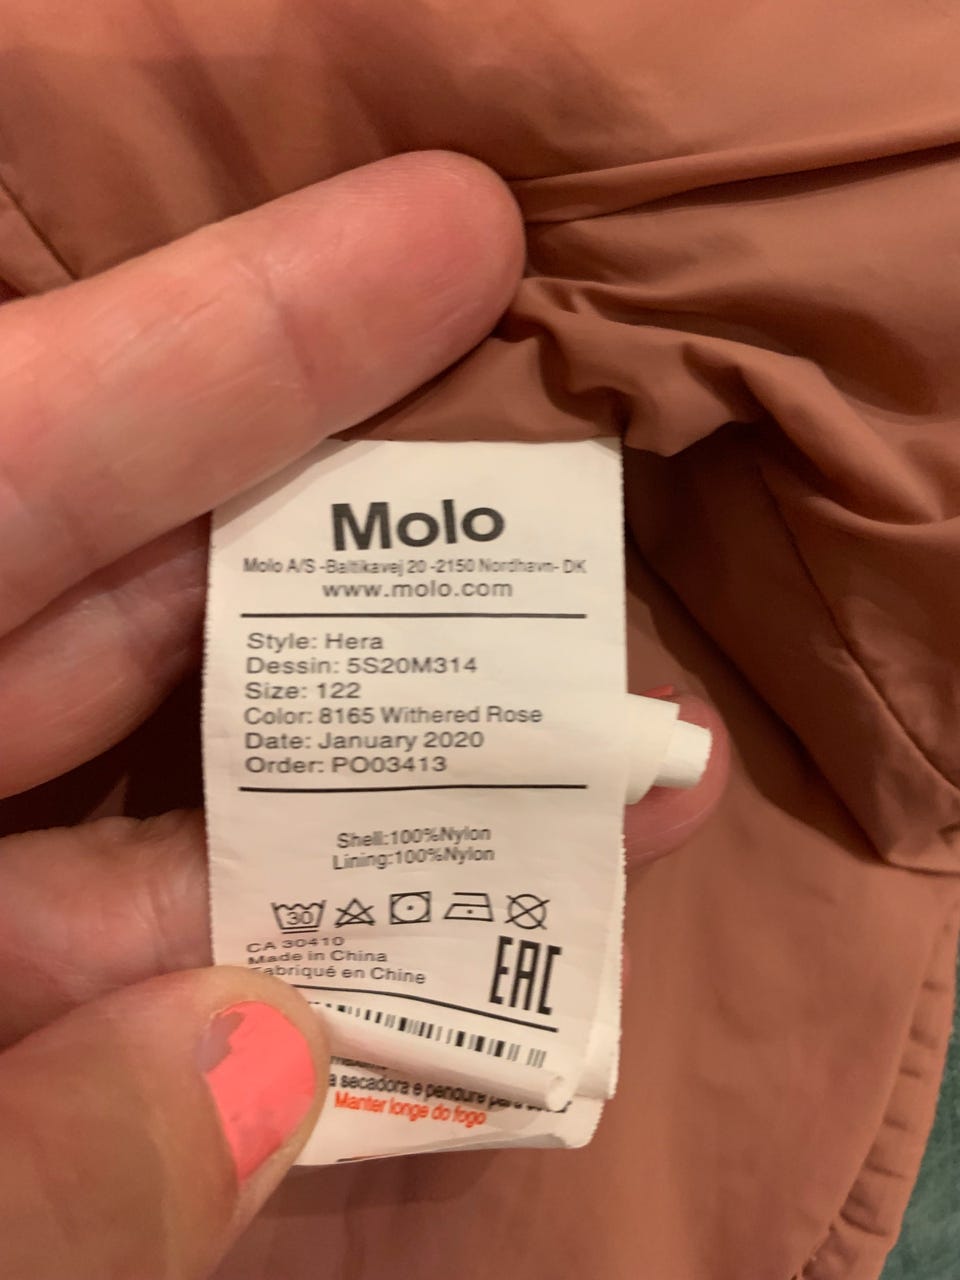 Molo
Molo A/S -Baltikavej 20 -2150 Nordhavn- DK
www.molo.com
Style: Hera
Dessin: 5S20M314
Size: 122
Color: 8165 Withered Rose
Date: January 2020
Order: PO03413
Shell:100%Nylon
Lining:100%Nylon
30
CA 30410
Made in China
Fabriqué en Chine
EAC
a secadora e pendure para
Manter longe do fogo